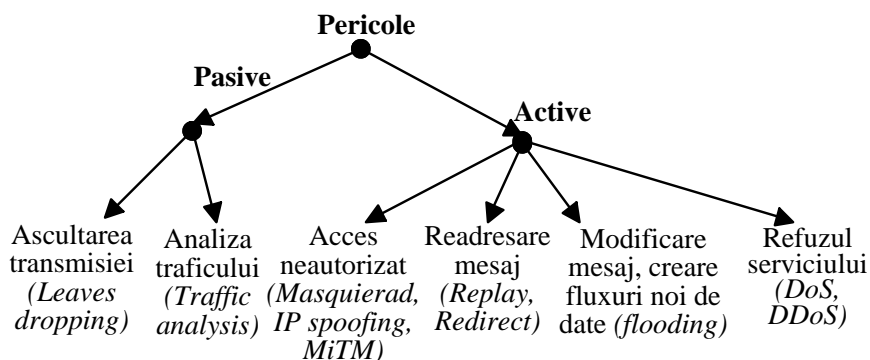 Pericole
Pasive
Active
Ascultarea
transmisiei
(Leaves
dropping)
Analiza
traficului
(Traffic
analysis)
Acces
neautorizat
(Masquierad,
IP spoofing,
MiTM)
Readresare
mesaj
(Replay,
Redirect)
Modificare
mesaj, creare
fluxuri noi de
date (flooding)
Refuzul
serviciului
(DoS,
DDoS)